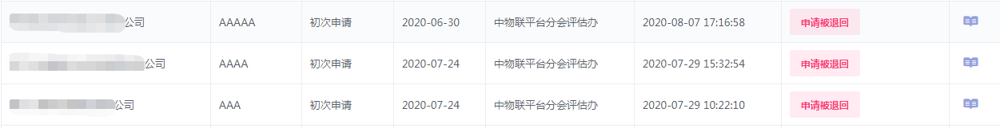 公司 AAAAA 初次申请 2020-06-30 中物联平台分会评估办 2020-08-07 17:16:58 申请被退回
公司 AAAA 初次申请 2020-07-24 中物联平台分会评估办 2020-07-29 15:32:54 申请被退回
公司 AAA 初次申请 2020-07-24 中物联平台分会评估办 2020-07-29 10:22:10 申请被退回